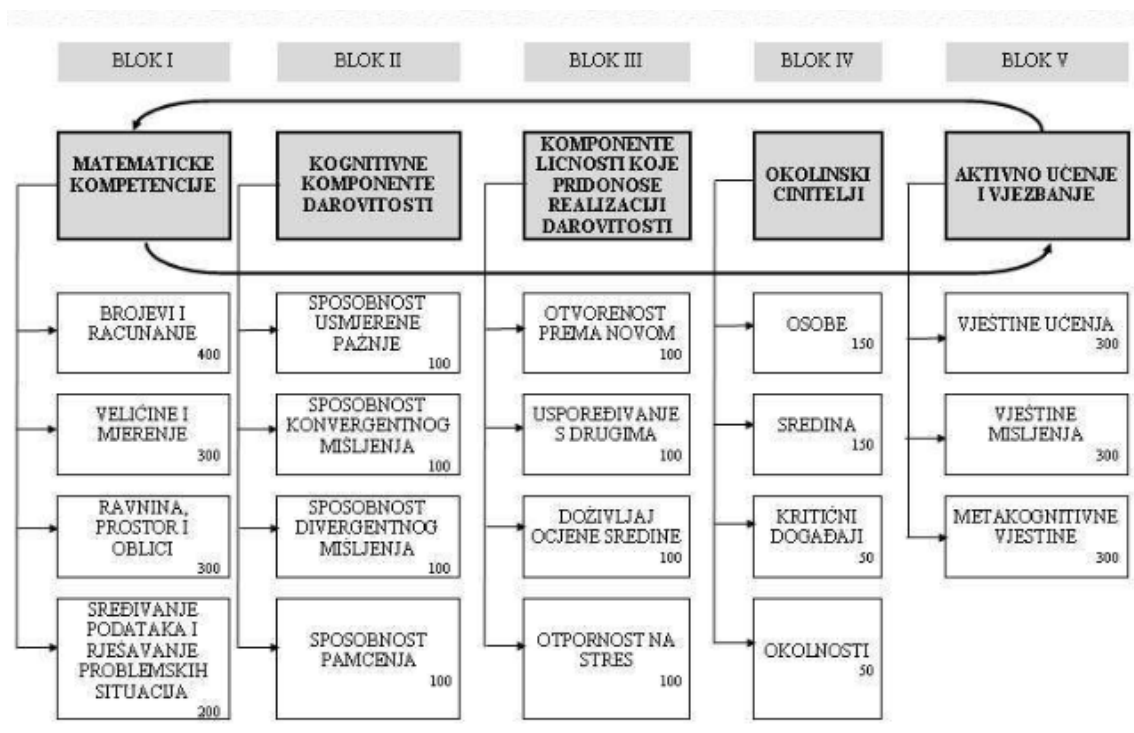 BLOK I
BLOK II
BLOK III
BLOK IV
BLOK V
MATEMATICKE
KOMPETENCIJE
KOGNITIVNE
KOMPONENTE
DAROVITOSTI
KOMPONENTE
LICNOSTI KOJE
PRIDONOSE
REALIZACIJI
DAROVITOSTI
OKOLINSKI
CINITELJI
AKTIVNO UČENJE
I VJEZBANJE
BROJEVI I
RACUNANJE
400
SPOSOBNOST
USMJERENE
PAŽNJE
100
OTVORENOST
PREMA NOVOM
100
OSOBE
150
VJEŠTINE UČENJA
300
VELIČINE I
MJERENJE
300
SPOSOBNOST
KONVERGENTNOG
MIŠLJENJA
100
USPOREĐIVANJE
S DRUGIMA
100
SREDINA
150
VJEŠTINE
MISLJENJA
300
RAVNINA,
PROSTOR I
OBLICI
300
SPOSOBNOST
DIVERGENTNOG
MIŠLJENJA
100
DOŽIVLJAJ
OCJENE SREDINE
100
KRITIČNI
DOGAĐAJI
50
METAKOGNITIVNE
VJESTINE
300
SREĐIVANJE
PODATAKA I
RJEŠAVANJE
PROBLEMSKIH
SITUACIJA
200
SPOSOBNOST
PAMCENJA
100
OTPORNOST NA
STRES
100
OKOLNOSTI
50